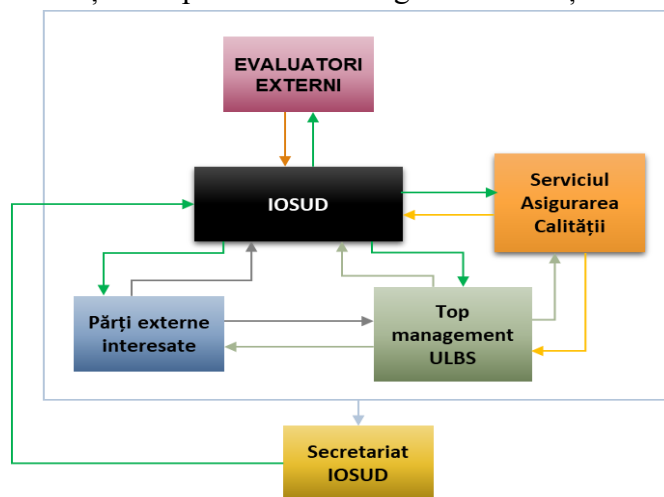 EVALUATORI
EXTERNI
IOSUD
Serviciul
Asigurarea
Calității
Părți externe
interesate
Top
management
ULBS
Secretariat
IOSUD